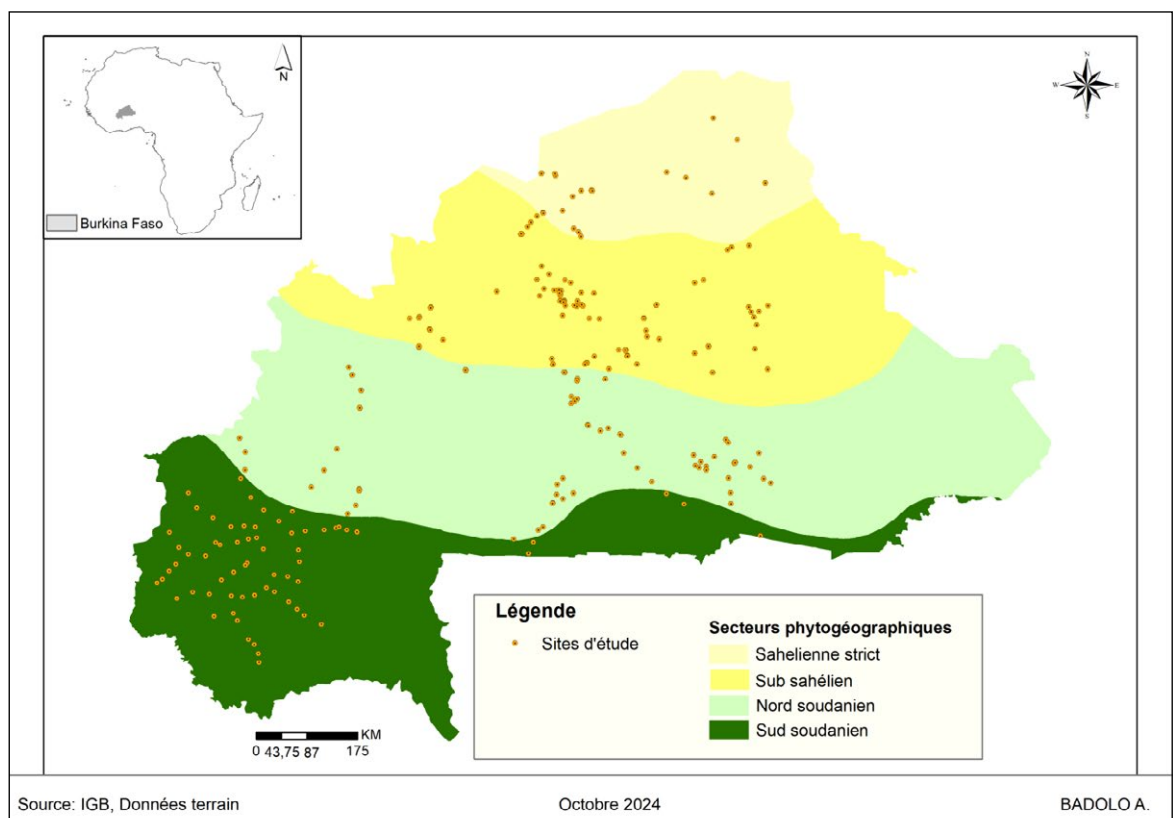 N
Burkina Faso
N
W E
S
Légende
Sites d'étude
Secteurs phytogéographiques
Sahelienne strict
Sub sahélien
Nord soudanien
Sud soudanien
KM
0 43,75 87 175
Source: IGB, Données terrain
Octobre 2024
BADOLO A.